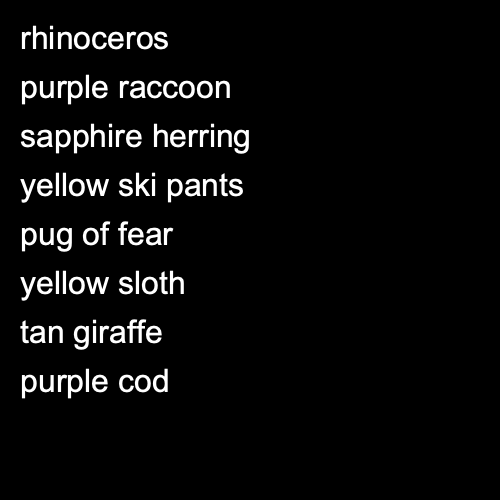 rhinoceros
purple raccoon
sapphire herring
yellow ski pants
pug of fear
yellow sloth
tan giraffe
purple cod